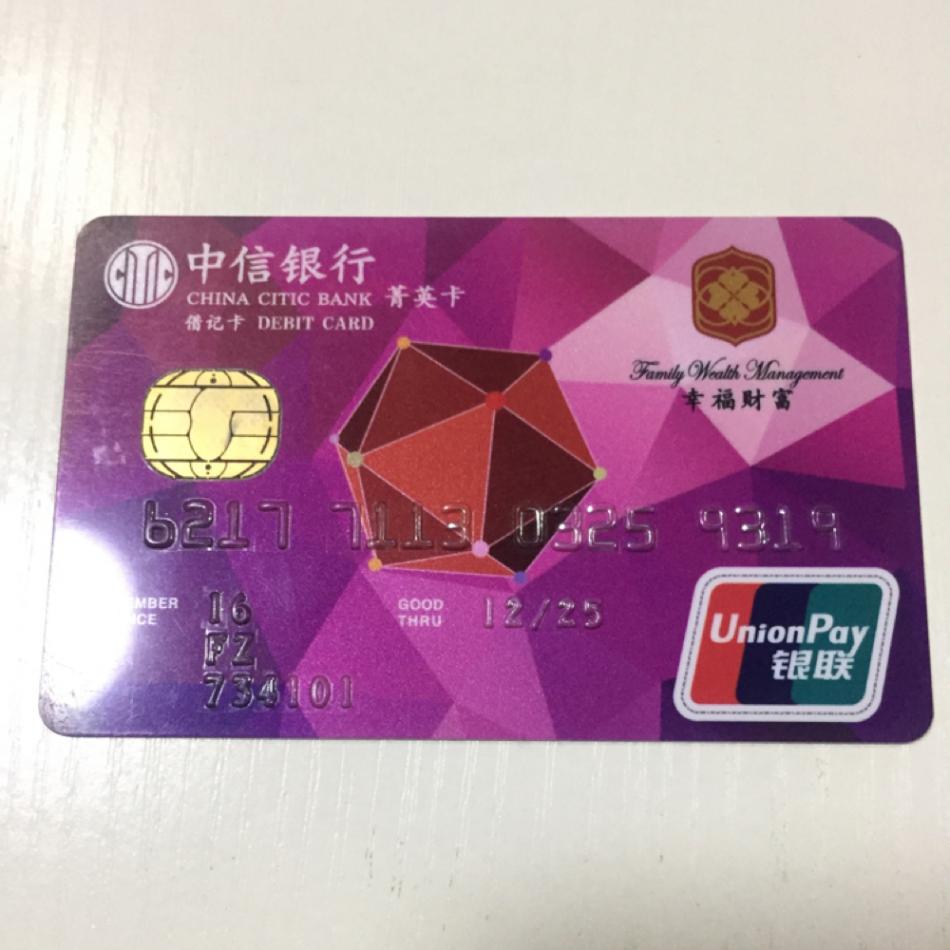 中信银行
CHINA CITIC BANK 菁英卡
借记卡 DEBIT CARD
CITIC
Family Wealth Management
幸福财富
6217 7113 0325 9319
16
GOOD THRU 12/25
FZ
734101
UnionPay
银联